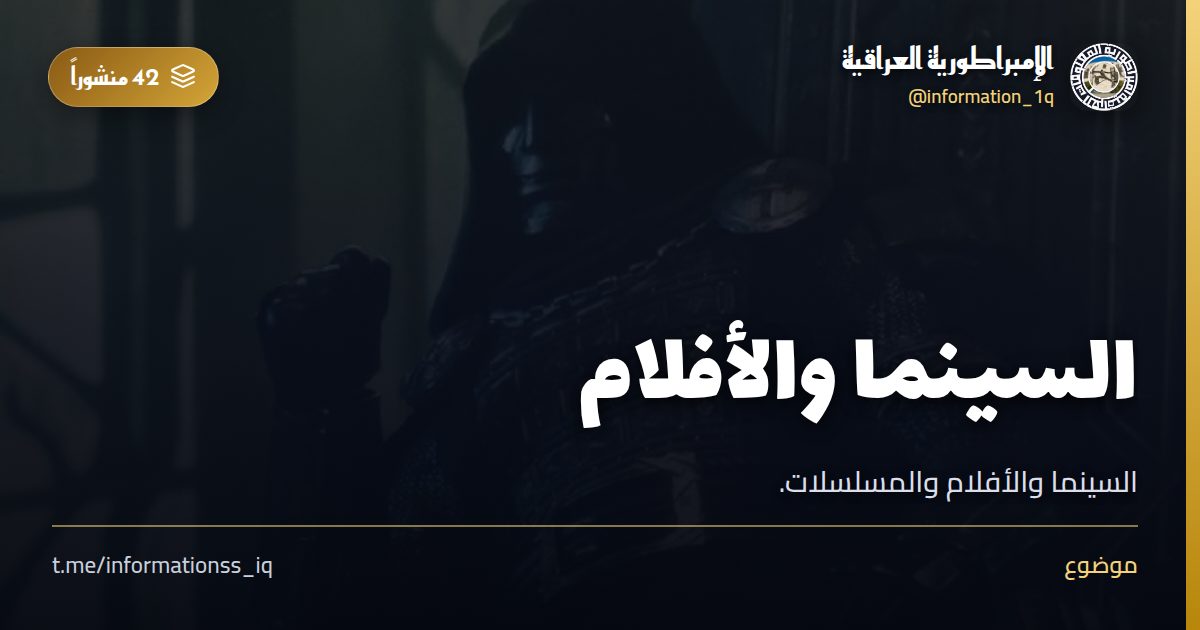 الإمبراطورية العراقية
@information_1q
42 منشوراً
السينما والأفلام
السينما والأفلام والمسلسلات.
موضوع
t.me/informationss_iq